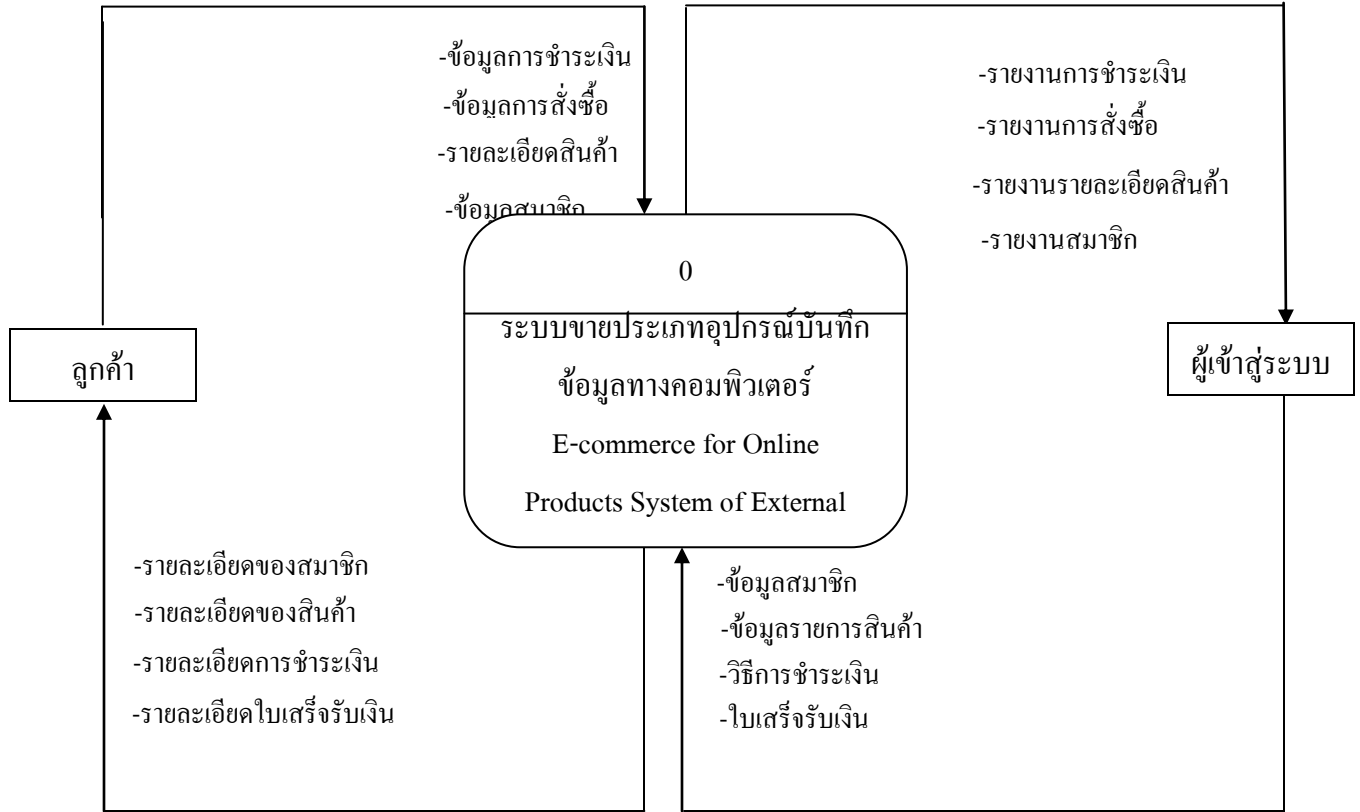 -ข้อมูลการชำระเงิน
-ข้อมูลการสั่งซื้อ
-รายละเอียดสินค้า
-ข้อมูลสมาชิก
-รายงานการชำระเงิน
-รายงานการสั่งซื้อ
-รายงานรายละเอียดสินค้า
-รายงานสมาชิก
ลูกค้า
0
ระบบขายประเภทอุปกรณ์บันทึก
ข้อมูลทางคอมพิวเตอร์
E-commerce for Online
Products System of External
ผู้เข้าสู่ระบบ
-รายละเอียดของสมาชิก
-รายละเอียดของสินค้า
-รายละเอียดการชำระเงิน
-รายละเอียดใบเสร็จรับเงิน
-ข้อมูลสมาชิก
-ข้อมูลรายการสินค้า
-วิธีการชำระเงิน
-ใบเสร็จรับเงิน